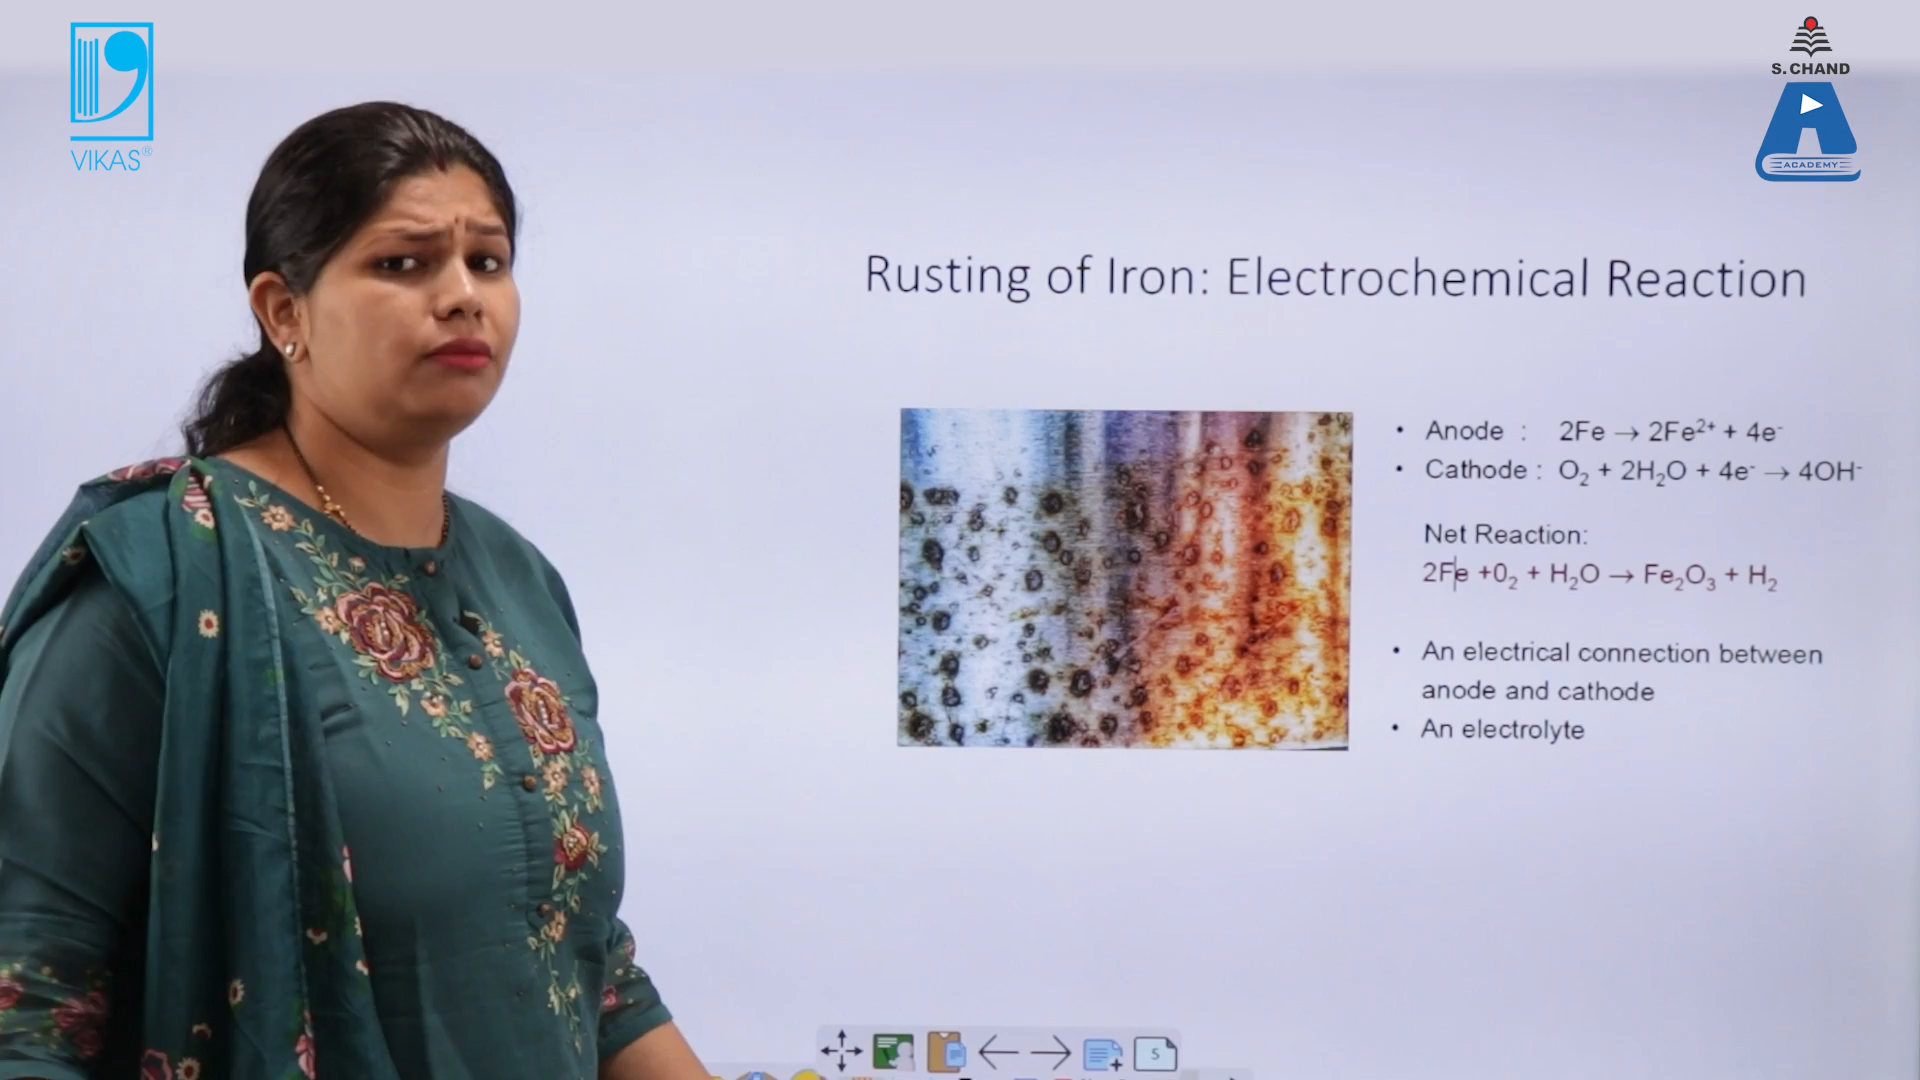 VIKAS®
S. CHAND
ACADEMY
Rusting of Iron: Electrochemical Reaction
• Anode : 2Fe → 2Fe²⁺ + 4e⁻
• Cathode : O₂ + 2H₂O + 4e⁻ → 4OH⁻
Net Reaction:
2Fe +0₂ + H₂O → Fe₂O₃ + H₂
• An electrical connection between
anode and cathode
• An electrolyte
5